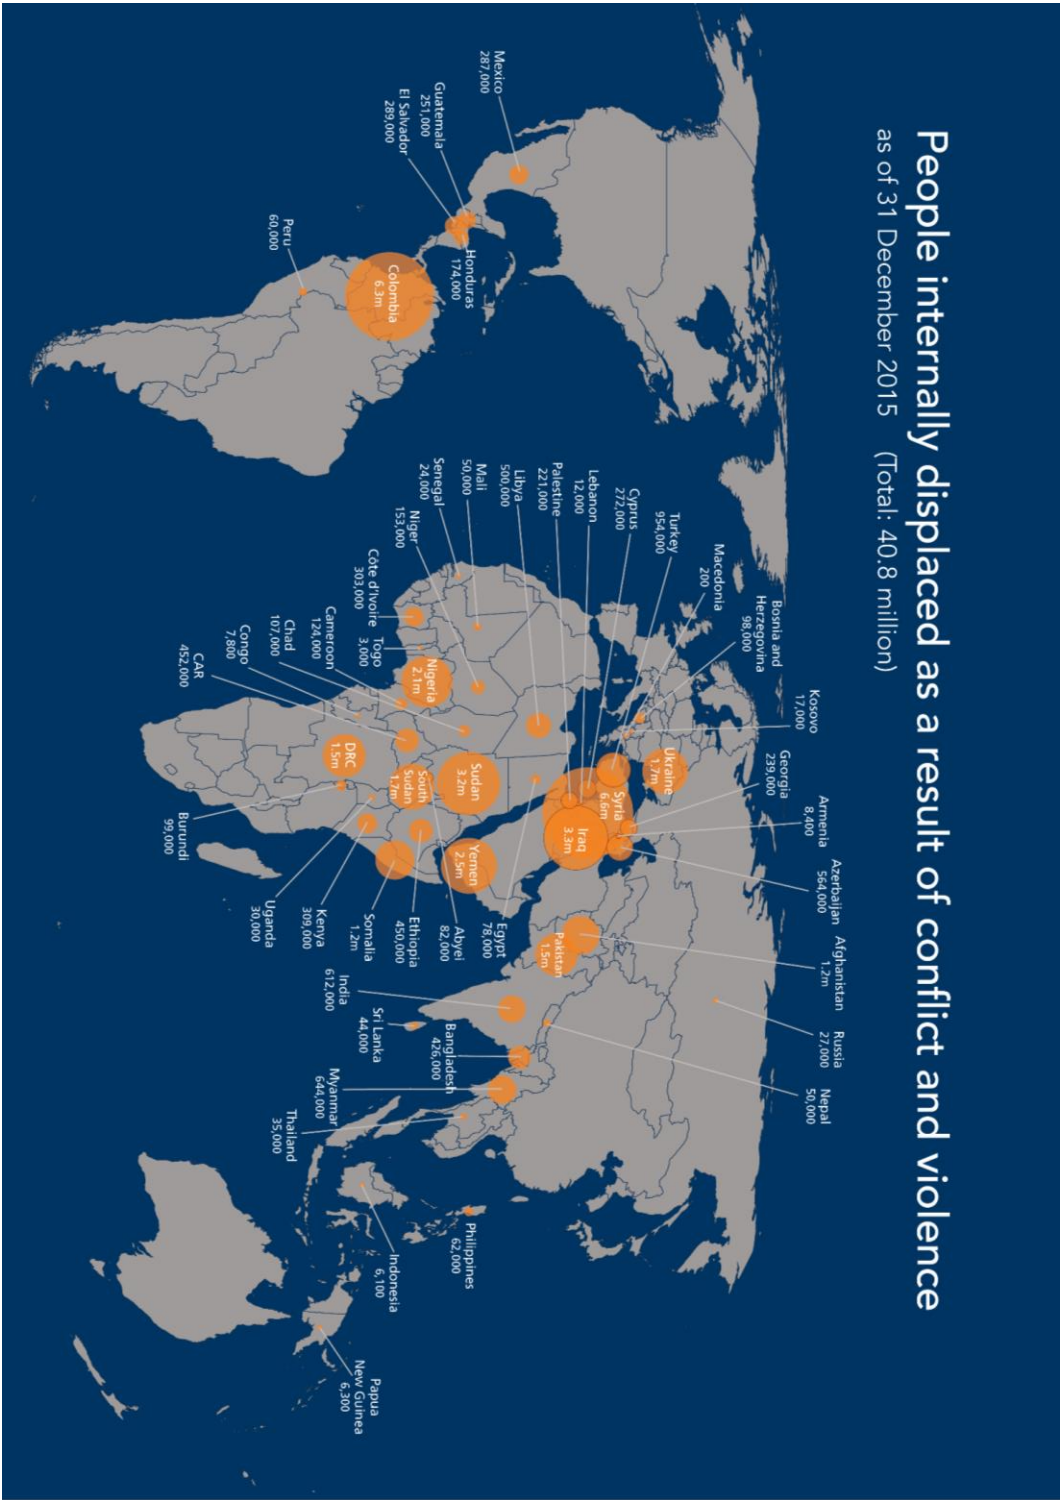 People internally displaced as a result of conflict and violence
as of 31 December 2015 (Total: 40.8 million)
Mexico
287,000
Guatemala
251,000
El Salvador
289,000
Honduras
174,000
Colombia
6.3m
Peru
60,000
Kosovo
17,000
Bosnia and
Herzegovina
98,000
Macedonia
200
Turkey
954,000
Cyprus
272,000
Lebanon
12,000
Palestine
221,000
Libya
500,000
Mali
50,000
Senegal
24,000
Niger
153,000
Côte d'Ivoire
303,000
Togo
3,000
Nigeria
2.1m
Cameroon
124,000
Chad
107,000
Congo
7,800
CAR
452,000
DRC
1.5m
Sudan
3.2m
South
Sudan
1.7m
Ukraine
1.7m
Syria
6.6m
Iraq
3.3m
Yemen
2.5m
Georgia
239,000
Armenia
8,400
Azerbaijan
564,000
Afghanistan
1.2m
Pakistan
1.5m
Russia
27,000
Nepal
50,000
Egypt
78,000
Abyei
82,000
Ethiopia
450,000
Somalia
1.2m
Kenya
309,000
Uganda
30,000
Burundi
99,000
India
612,000
Sri Lanka
44,000
Bangladesh
426,000
Myanmar
644,000
Thailand
35,000
Philippines
62,000
Indonesia
6,100
Papua
New Guinea
6,300